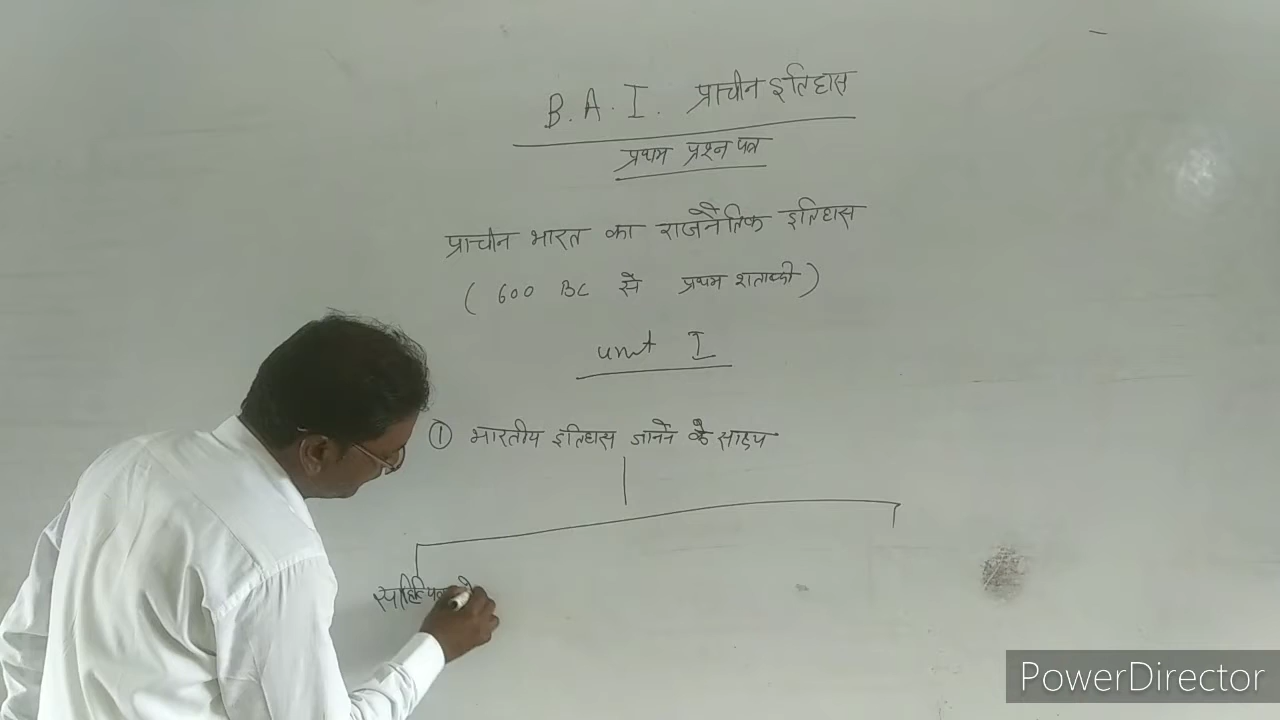 B. A. I. प्राचीन इतिहास
प्रथम प्रश्न पत्र
प्राचीन भारत का राजनैतिक इतिहास
( 600 BC से प्रथम शताब्दी )
unit I
① भारतीय इतिहास जानने के
PowerDirector